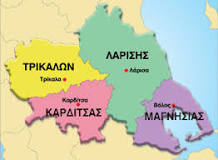 ΛΑΡΙΣΗΣ
ΤΡΙΚΑΛΩΝ
Τρίκαλα
Λάρισα
Καρδίτσα
ΚΑΡΔΙΤΣΑΣ
Βόλος
ΜΑΓΝΗΣΙΑΣ